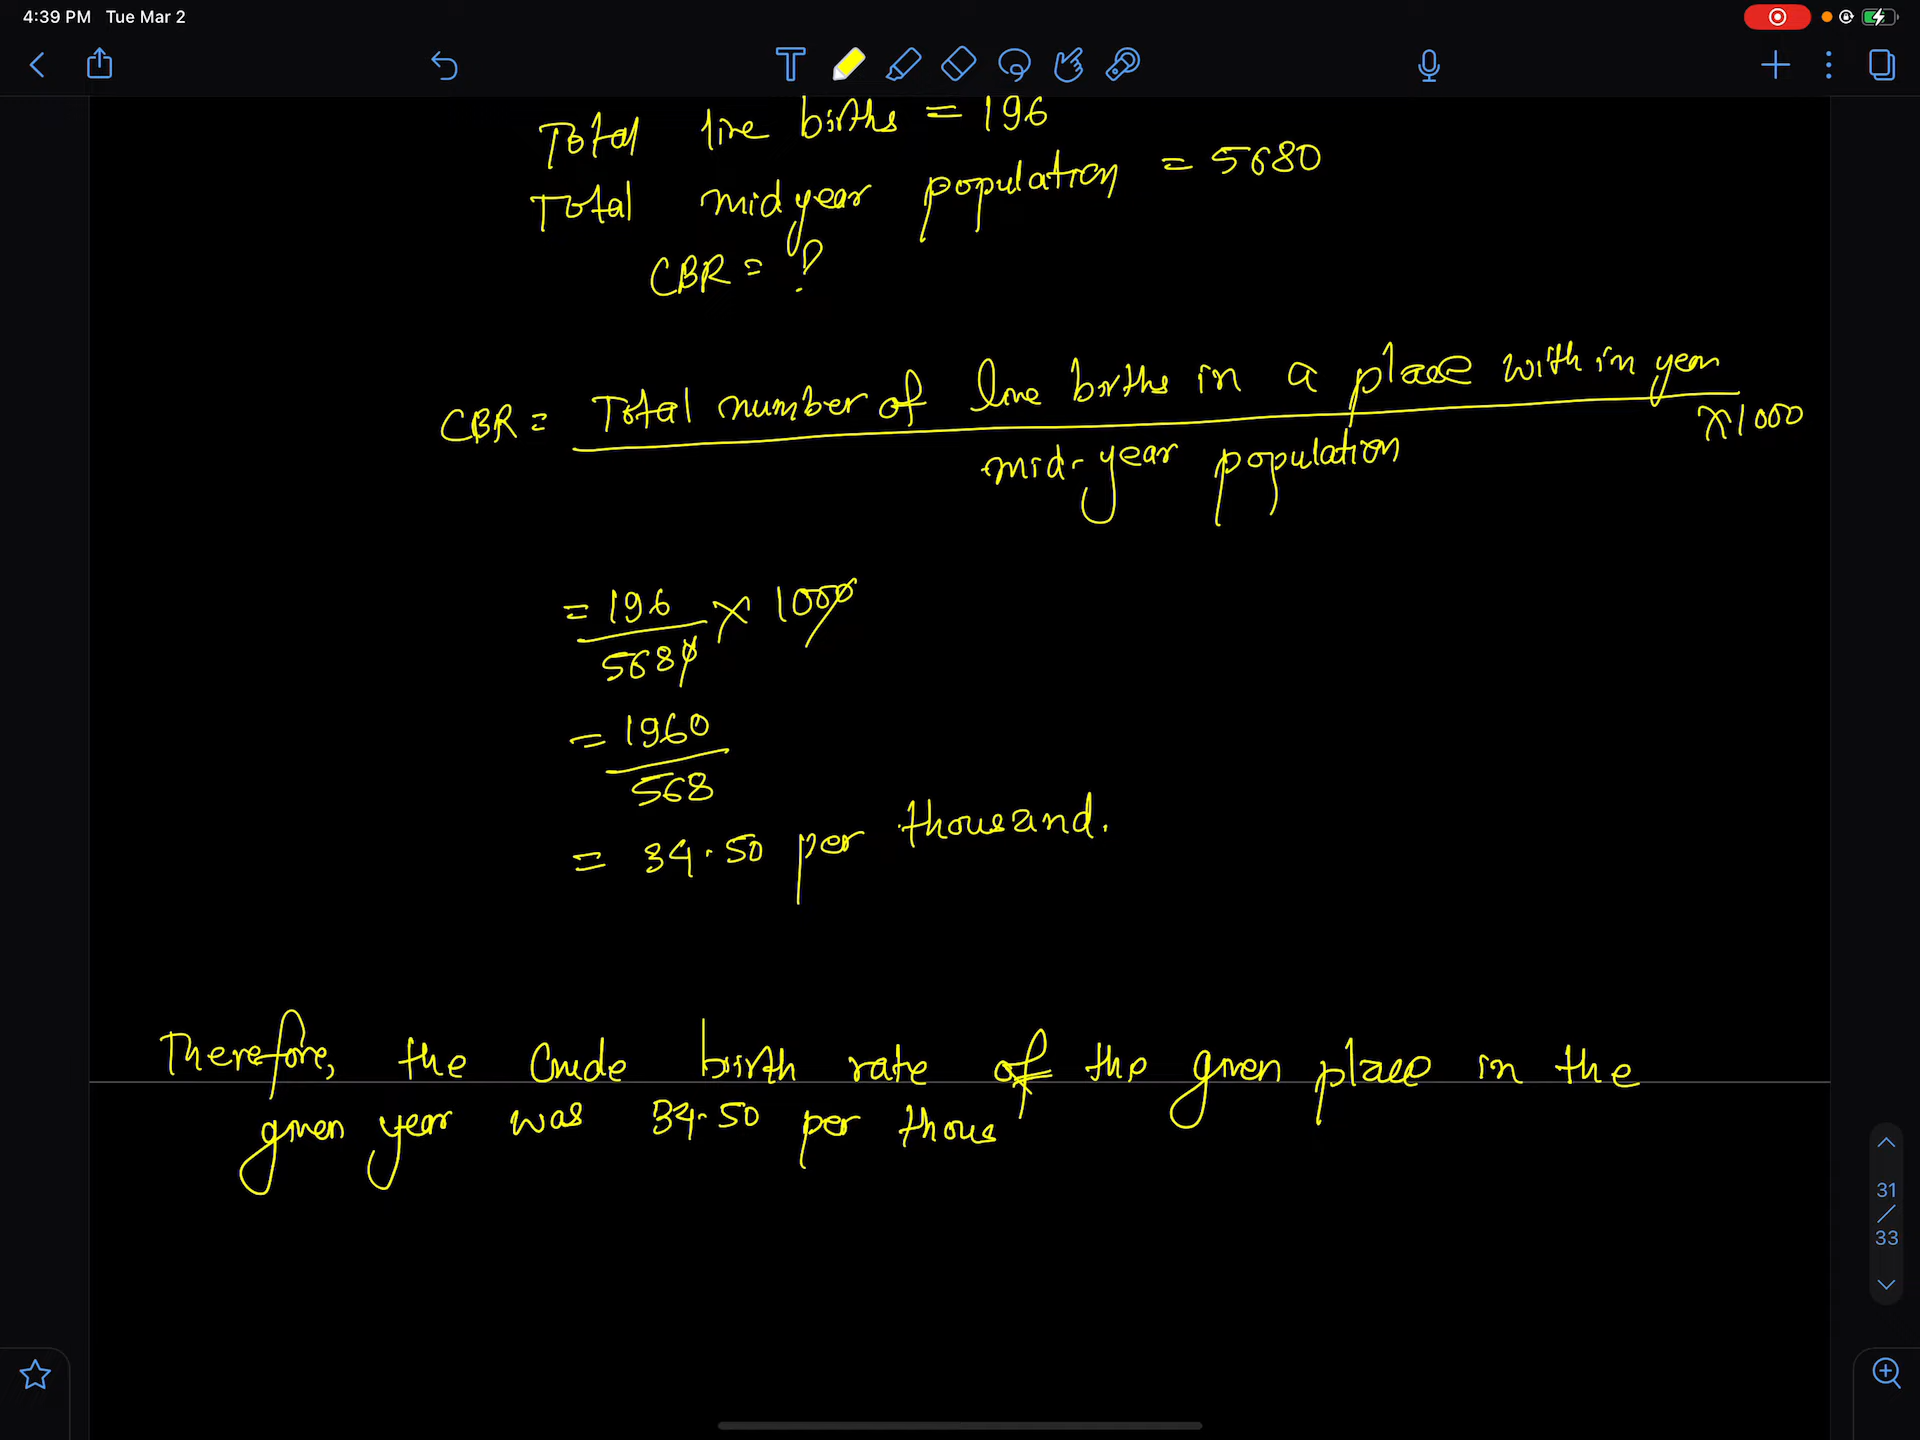 4:39 PM Tue Mar 2
Total live births = 196
Total midyear population = 5680
CBR = ?
CBR = Total number of live births in a place with in year
mid-year population
×1000
= 196 × 1000
5680
= 1960
568
= 34.50 per thousand.
Therefore, the Crude birth rate of the given place in the
given year was 34.50 per thous
31
/
33